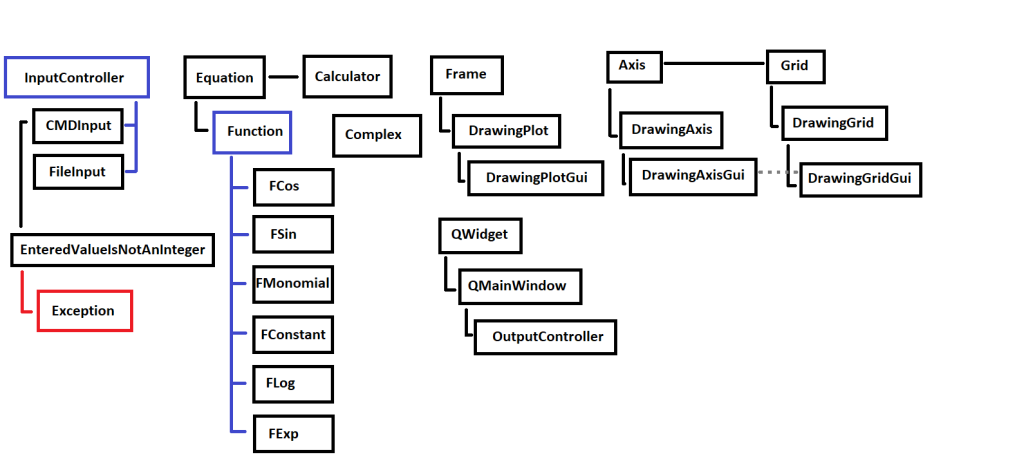 InputController
CMDInput
FileInput
EnteredValueIsNotAnInteger
Exception
Equation
Calculator
Function
Complex
FCos
FSin
FMonomial
FConstant
FLog
FExp
Frame
DrawingPlot
DrawingPlotGui
QWidget
QMainWindow
OutputController
Axis
Grid
DrawingAxis
DrawingGrid
DrawingAxisGui
DrawingGridGui